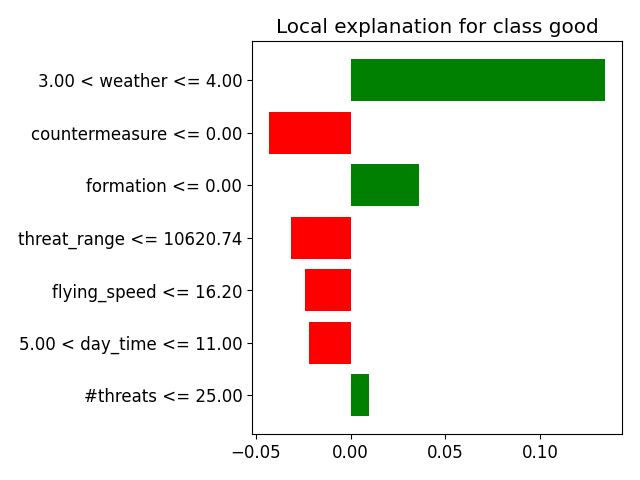 Local explanation for class good
3.00 < weather <= 4.00
countermeasure <= 0.00
formation <= 0.00
threat_range <= 10620.74
flying_speed <= 16.20
5.00 < day_time <= 11.00
#threats <= 25.00
−0.05 0.00 0.05 0.10